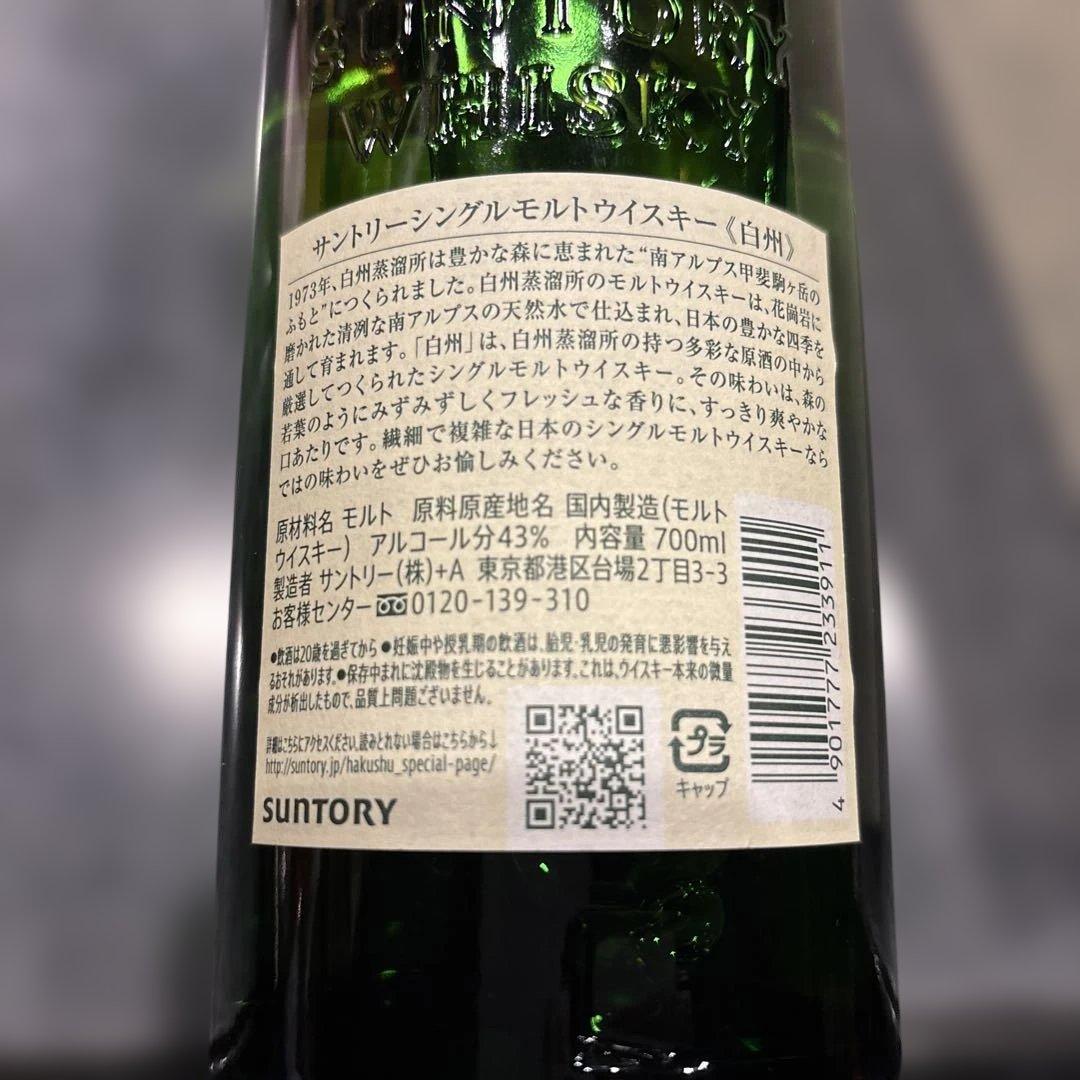 SUNTORY
WHISKY
サントリーシングルモルトウイスキー《白州》
1973年、白州蒸溜所は豊かな森に恵まれた“南アルプス甲斐駒ヶ岳の
ふもと”につくられました。白州蒸溜所のモルトウイスキーは、花崗岩に
磨かれた清冽な南アルプスの天然水で仕込まれ、日本の豊かな四季を
通して育まれます。「白州」は、白州蒸溜所の持つ多彩な原酒の中から
厳選してつくられたシングルモルトウイスキー。その味わいは、森の
若葉のようにみずみずしくフレッシュな香りに、すっきり爽やかな
口あたりです。繊細で複雑な日本のシングルモルトウイスキーなら
ではの味わいをぜひお愉しみください。
原材料名 モルト 原料原産地名 国内製造(モルト
ウイスキー) アルコール分43% 内容量 700ml
製造者 サントリー(株)+A 東京都港区台場2丁目3-3
お客様センター 0120-139-310
●飲酒は20歳を過ぎてから ●妊娠中や授乳期の飲酒は、胎児・乳児の発育に悪影響を与え
るおそれがあります。●保存中まれに沈殿物を生じることがあります。これは、ウイスキー本来の微量
成分が析出したもので、品質上問題ございません。
詳細はこちらにアクセスください。読みとれない場合はこちらから↓
http://suntory.jp/hakushu_special-page/
SUNTORY
プラ
キャップ
4 901777 233911